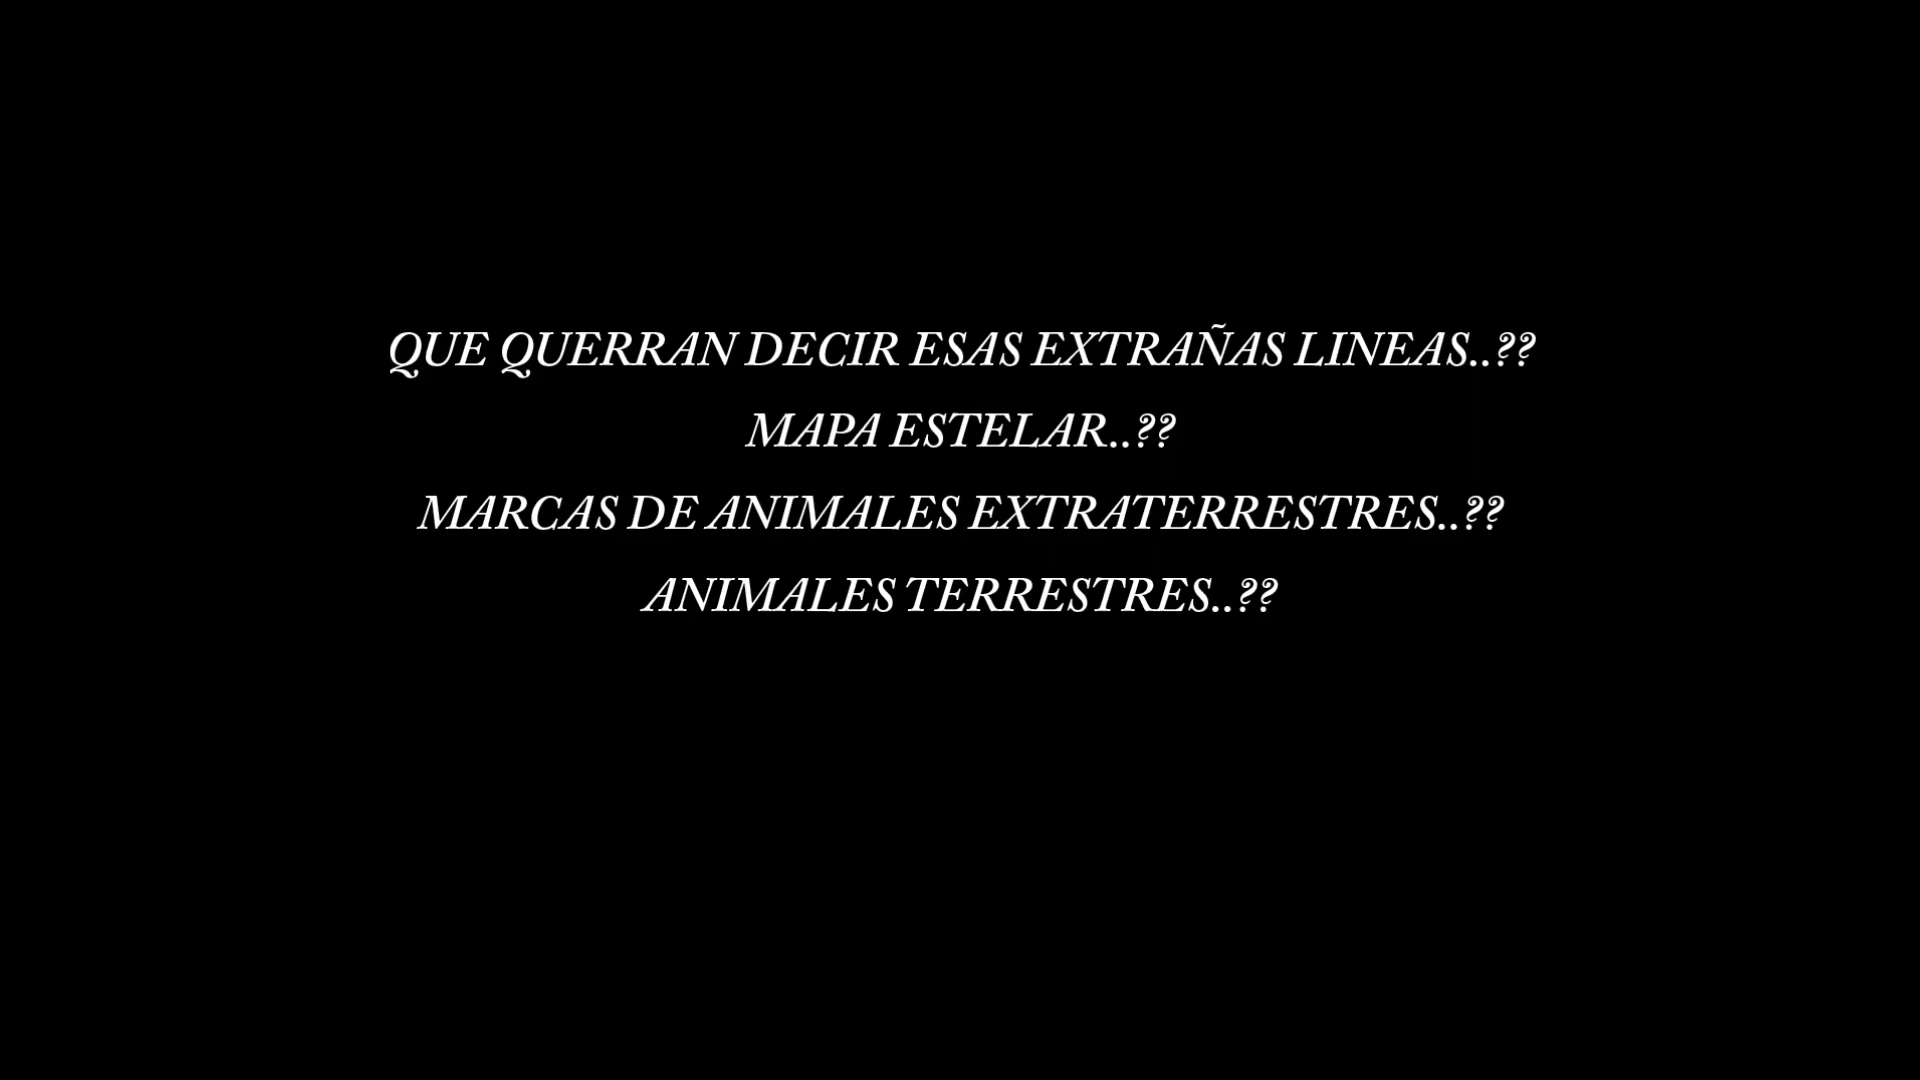 QUE QUERRAN DECIR ESAS EXTRAÑAS LINEAS..??
MAPA ESTELAR..??
MARCAS DE ANIMALES EXTRATERRESTRES..??
ANIMALES TERRESTRES..??